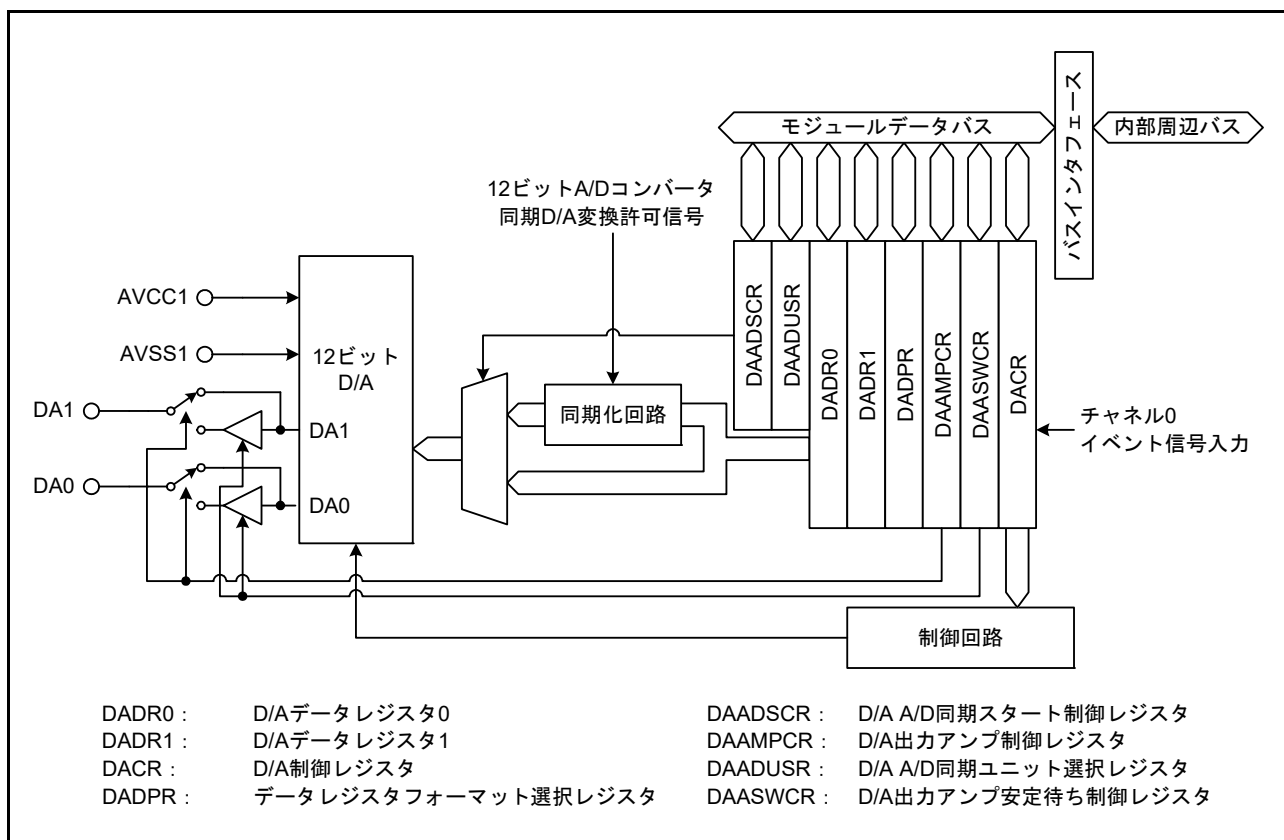 モジュールデータバス
バスインタフェース
内部周辺バス
12ビットA/Dコンバータ
同期D/A変換許可信号
AVCC1
AVSS1
12ビット
D/A
DA1
DA1
DA0
DA0
同期化回路
DAADSCR
DAADUSR
DADR0
DADR1
DADPR
DAAMPCR
DAASWCR
DACR
チャネル0
イベント信号入力
制御回路
DADR0: D/Aデータレジスタ0
DADR1: D/Aデータレジスタ1
DACR: D/A制御レジスタ
DADPR: データレジスタフォーマット選択レジスタ
DAADSCR: D/A A/D同期スタート制御レジスタ
DAAMPCR: D/A出力アンプ制御レジスタ
DAADUSR: D/A A/D同期ユニット選択レジスタ
DAASWCR: D/A出力アンプ安定待ち制御レジスタ